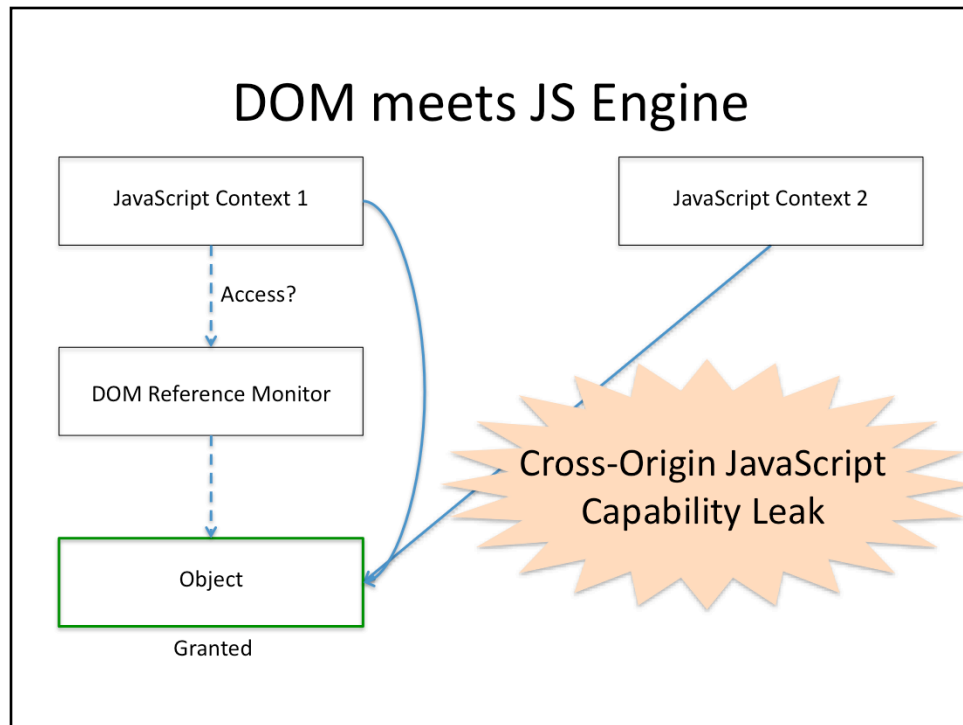 DOM meets JS Engine
JavaScript Context 1
JavaScript Context 2
Access?
DOM Reference Monitor
Cross-Origin JavaScript
Capability Leak
Object
Granted